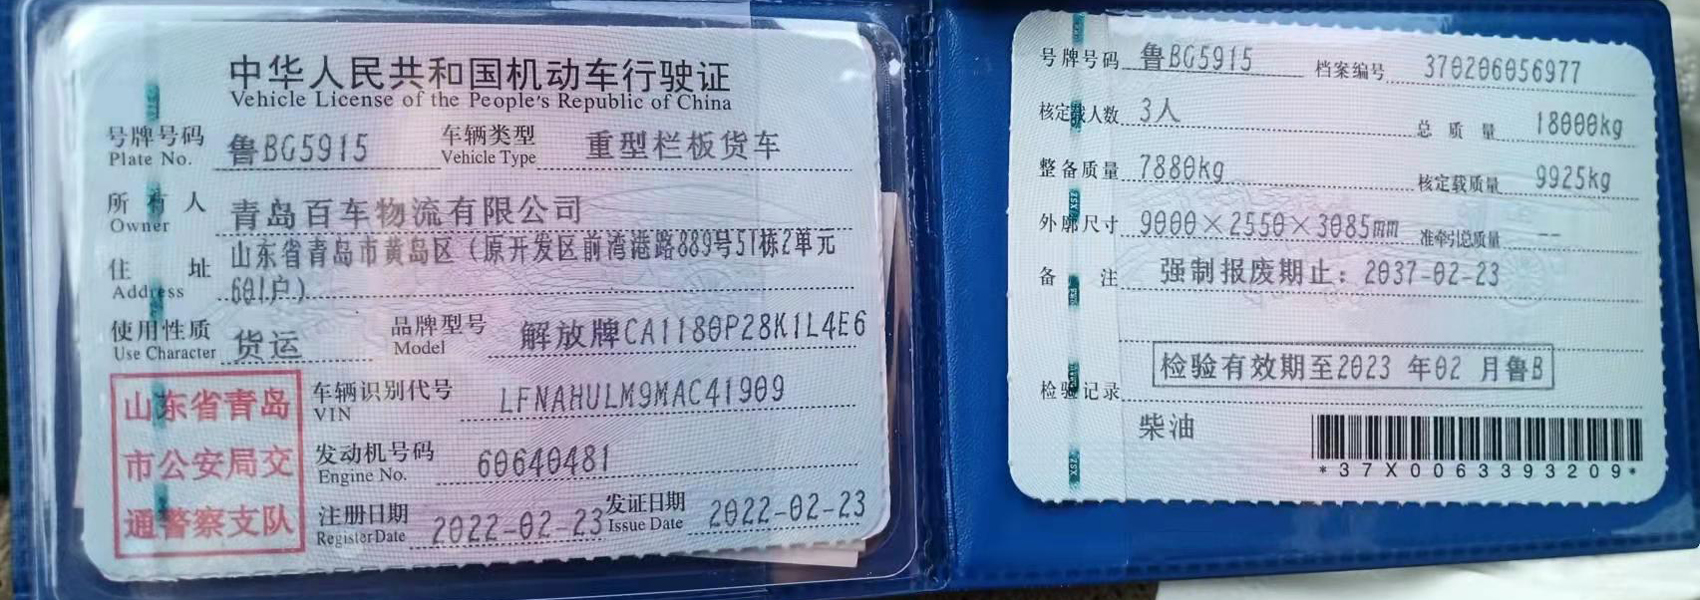 中华人民共和国机动车行驶证
Vehicle License of the People's Republic of China
号牌号码 鲁BG5915 车辆类型 重型栏板货车
Plate No. Vehicle Type
所有人 青岛百车物流有限公司
Owner
住址 山东省青岛市黄岛区（原开发区前湾港路889号51栋2单元
Address 601户）
使用性质 货运 品牌型号 解放牌CA1180P28K1L4E6
Use Character Model
山东省青岛
市公安局交
通警察支队
车辆识别代号 LFNAHULM9MAC41909
VIN
发动机号码 60640481
Engine No.
注册日期 2022-02-23 发证日期 2022-02-23
Register Date Issue Date
号牌号码 鲁BG5915 档案编号 370206056977
核定载人数 3人 总质量 18000kg
整备质量 7880kg 核定载质量 9925kg
外廓尺寸 9000×2550×3085mm 准牵引总质量 --
备注 强制报废期止：2037-02-23
检验有效期至2023 年02 月鲁B
检验记录
柴油
*37X0063393209*